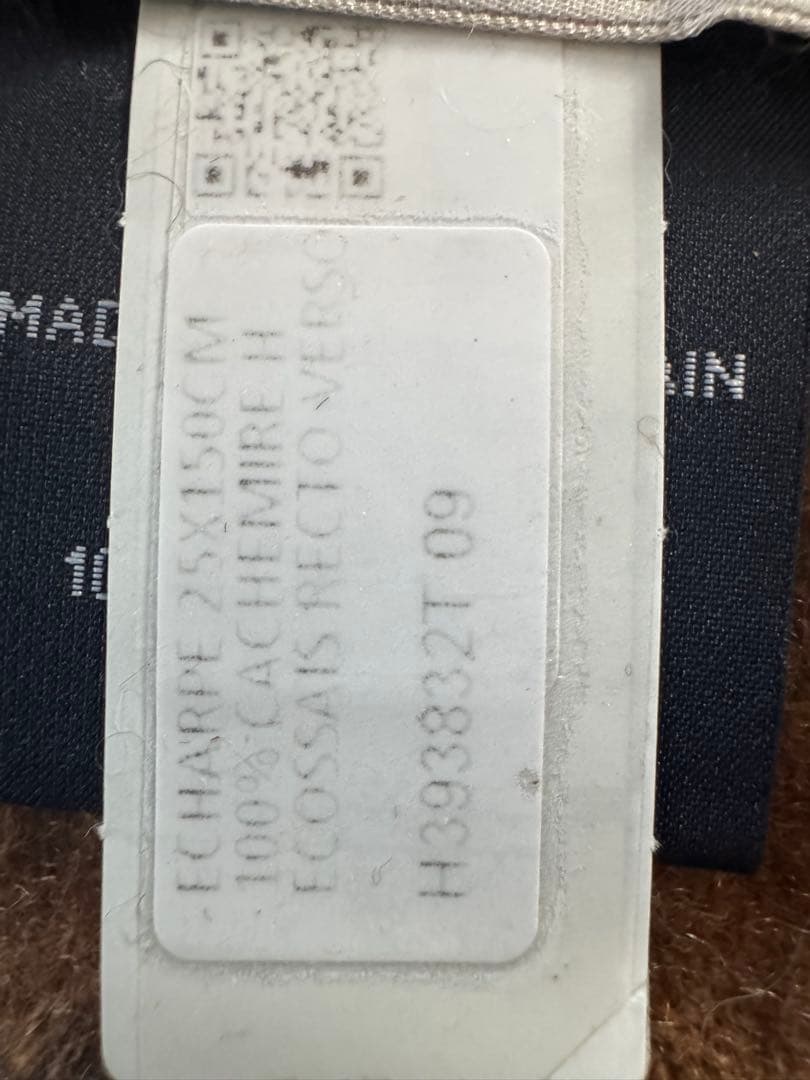 ECHARPE 25X150CM
100% CACHEMIRE H
ECOSSAIS RECTO VERSO
H393832T 09